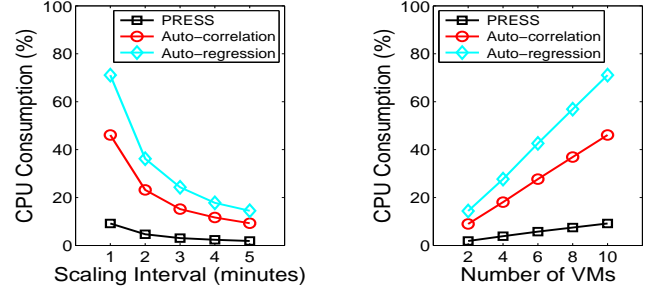 PRESS
Auto-correlation
Auto-regression
CPU Consumption (%)
100
80
60
40
20
0
1 2 3 4 5
Scaling Interval (minutes)
PRESS
Auto-correlation
Auto-regression
CPU Consumption (%)
100
80
60
40
20
0
2 4 6 8 10
Number of VMs